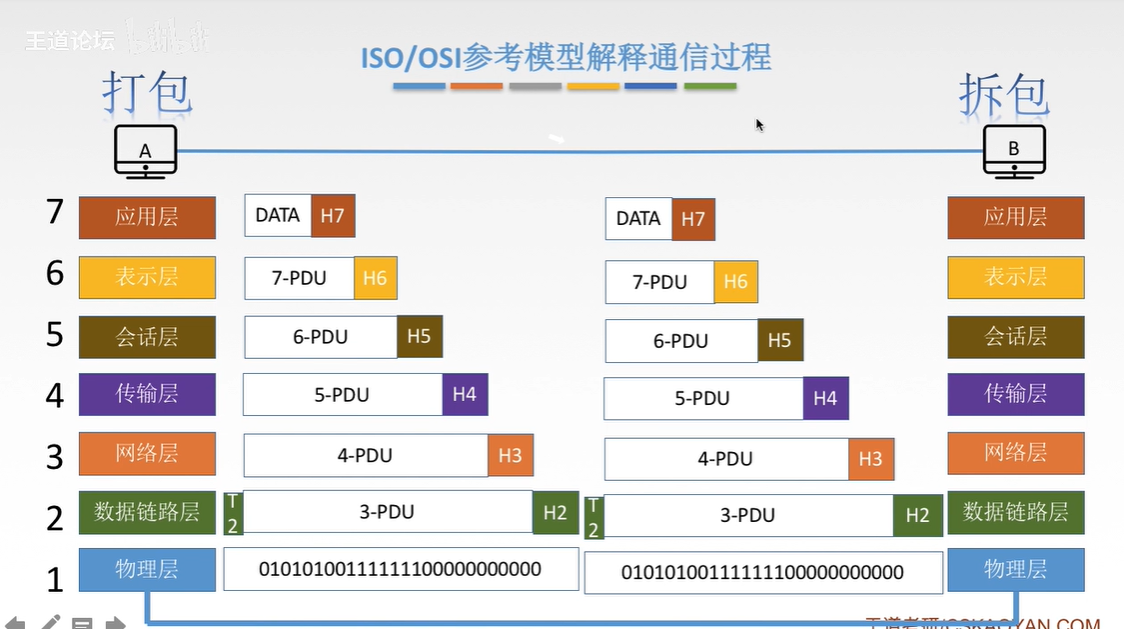 王道论坛 bilibili
ISO/OSI参考模型解释通信过程
打包
拆包
A
B
7 应用层 DATA H7 DATA H7 应用层
6 表示层 7-PDU H6 7-PDU H6 表示层
5 会话层 6-PDU H5 6-PDU H5 会话层
4 传输层 5-PDU H4 5-PDU H4 传输层
3 网络层 4-PDU H3 4-PDU H3 网络层
2 数据链路层 T2 3-PDU H2 T2 3-PDU H2 数据链路层
1 物理层 010101001111111100000000000 010101001111111100000000000 物理层
王道考研/CSKAOYAN.COM